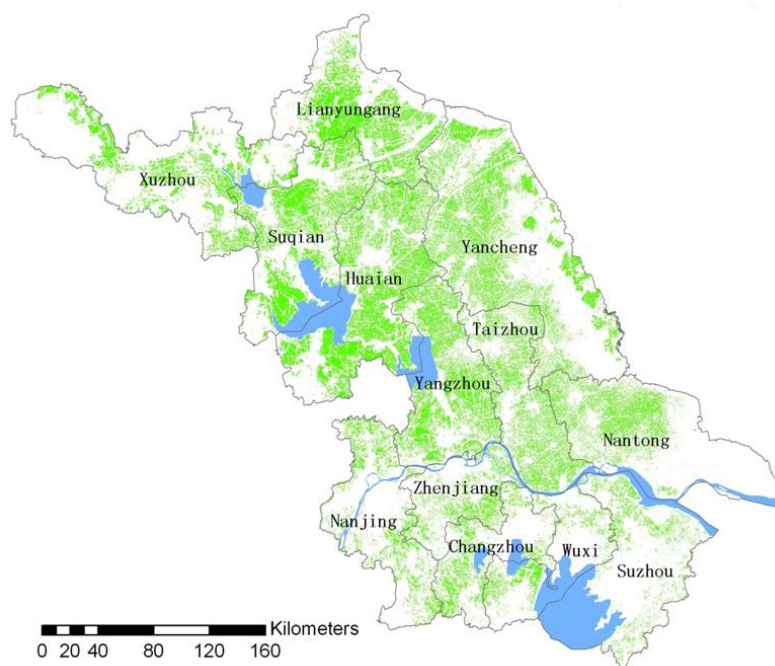 Lianyungang
Xuzhou
Suqian
Yancheng
Huaian
Taizhou
Yangzhou
Nantong
Zhenjiang
Nanjing
Changzhou
Wuxi
Suzhou
Kilometers
0 20 40 80 120 160